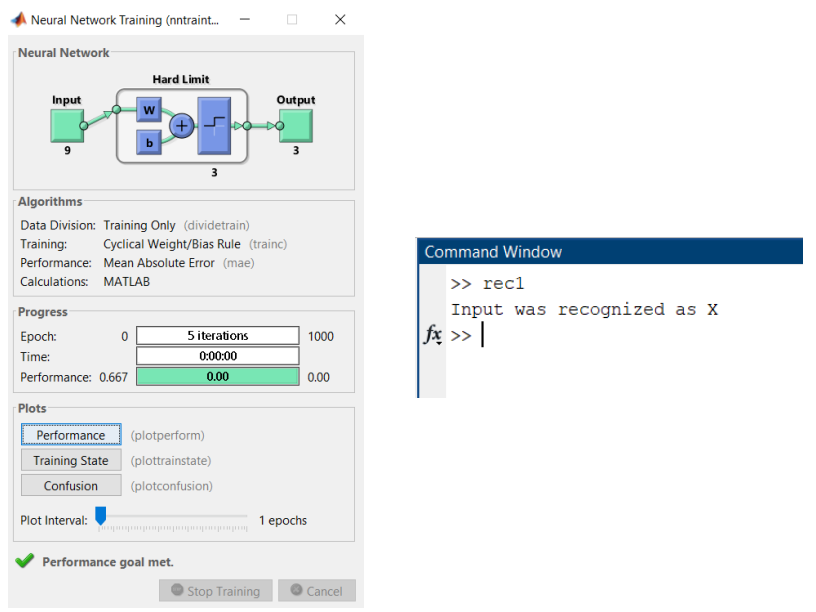 Neural Network Training (nntraint...
Neural Network
Hard Limit
Input
Output
W
b
+
9
3
3
Algorithms
Data Division: Training Only (dividetrain)
Training: Cyclical Weight/Bias Rule (trainc)
Performance: Mean Absolute Error (mae)
Calculations: MATLAB
Progress
Epoch: 0 5 iterations 1000
Time: 0:00:00
Performance: 0.667 0.00 0.00
Plots
Performance (plotperform)
Training State (plottrainstate)
Confusion (plotconfusion)
Plot Interval: 1 epochs
Performance goal met.
Stop Training Cancel
Command Window
>> rec1
Input was recognized as X
fx >>